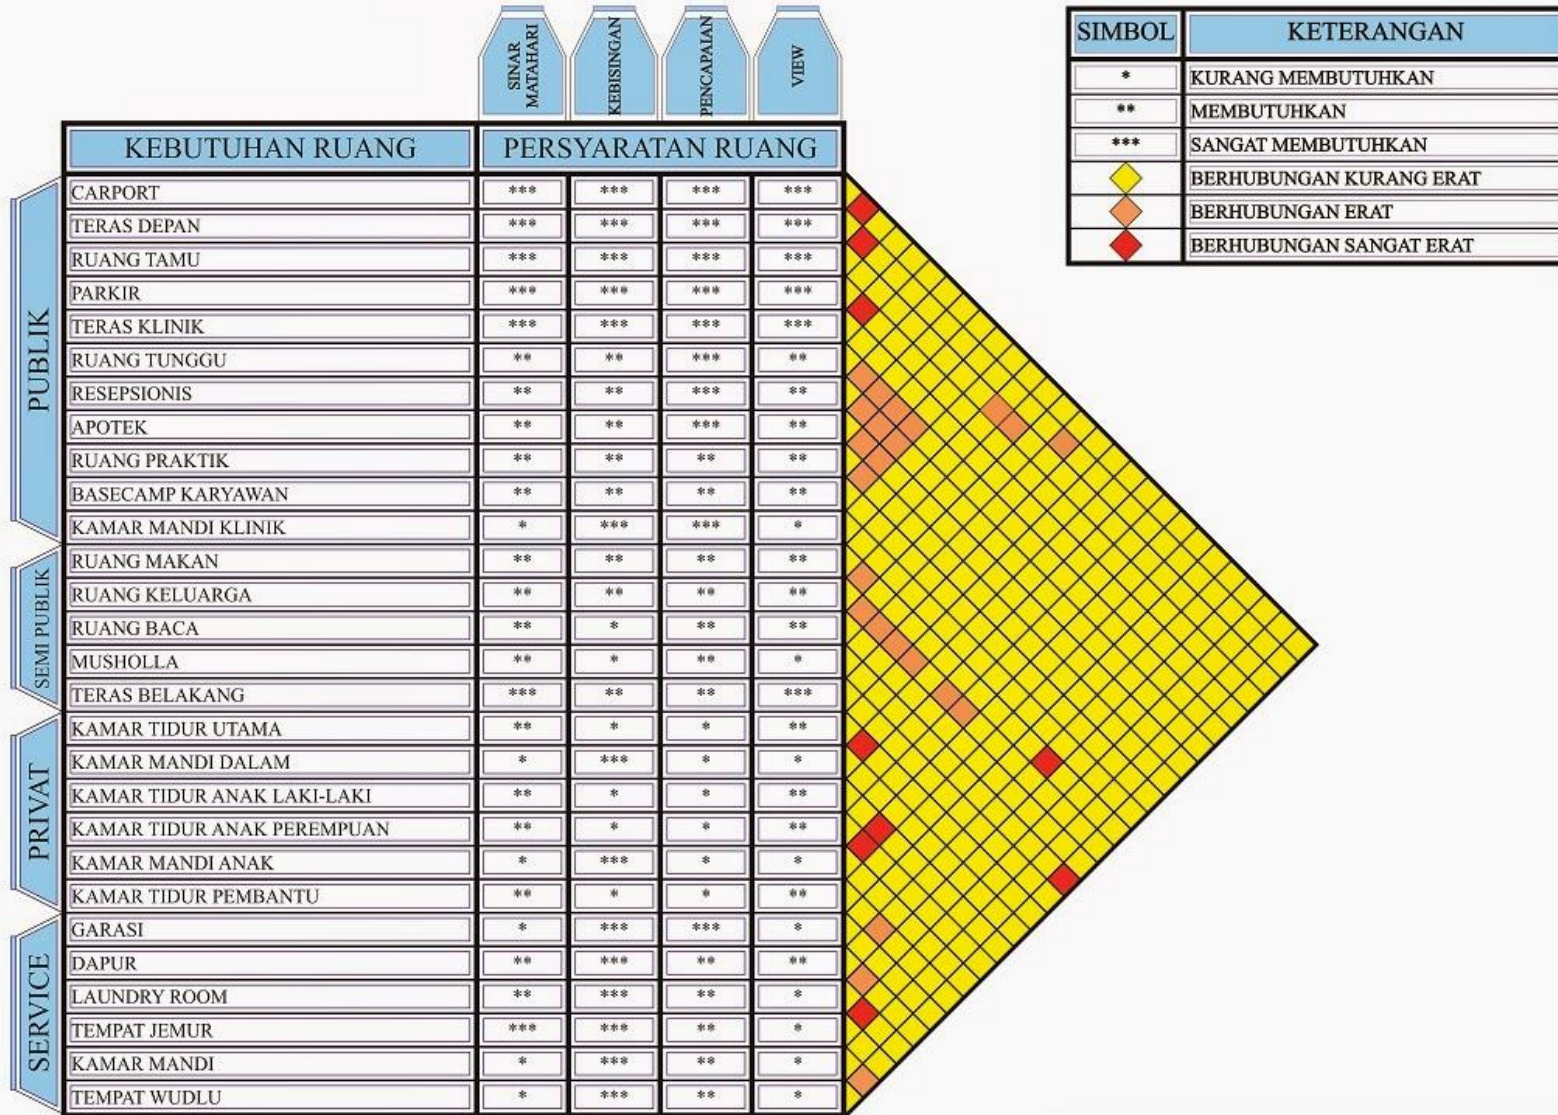 SINAR
MATAHARI
KEBISINGAN
PENCAPAIAN
VIEW
SIMBOL KETERANGAN
* KURANG MEMBUTUHKAN
** MEMBUTUHKAN
*** SANGAT MEMBUTUHKAN
BERHUBUNGAN KURANG ERAT
BERHUBUNGAN ERAT
BERHUBUNGAN SANGAT ERAT
KEBUTUHAN RUANG PERSYARATAN RUANG
PUBLIK
CARPORT *** *** *** ***
TERAS DEPAN *** *** *** ***
RUANG TAMU *** *** *** ***
PARKIR *** *** *** ***
TERAS KLINIK *** *** *** ***
RUANG TUNGGU ** ** *** **
RESEPSIONIS ** ** *** **
APOTEK ** ** *** **
RUANG PRAKTIK ** ** ** **
BASECAMP KARYAWAN ** ** ** **
KAMAR MANDI KLINIK * *** *** *
SEMI PUBLIK
RUANG MAKAN ** ** ** **
RUANG KELUARGA ** ** ** **
RUANG BACA ** * ** **
MUSHOLLA ** * ** *
TERAS BELAKANG *** ** ** ***
PRIVAT
KAMAR TIDUR UTAMA ** * * **
KAMAR MANDI DALAM * *** * *
KAMAR TIDUR ANAK LAKI-LAKI ** * * **
KAMAR TIDUR ANAK PEREMPUAN ** * * **
KAMAR MANDI ANAK * *** * *
KAMAR TIDUR PEMBANTU ** * * **
SERVICE
GARASI * *** *** *
DAPUR ** *** ** **
LAUNDRY ROOM ** *** ** *
TEMPAT JEMUR *** *** ** *
KAMAR MANDI * *** ** *
TEMPAT WUDLU * *** ** *